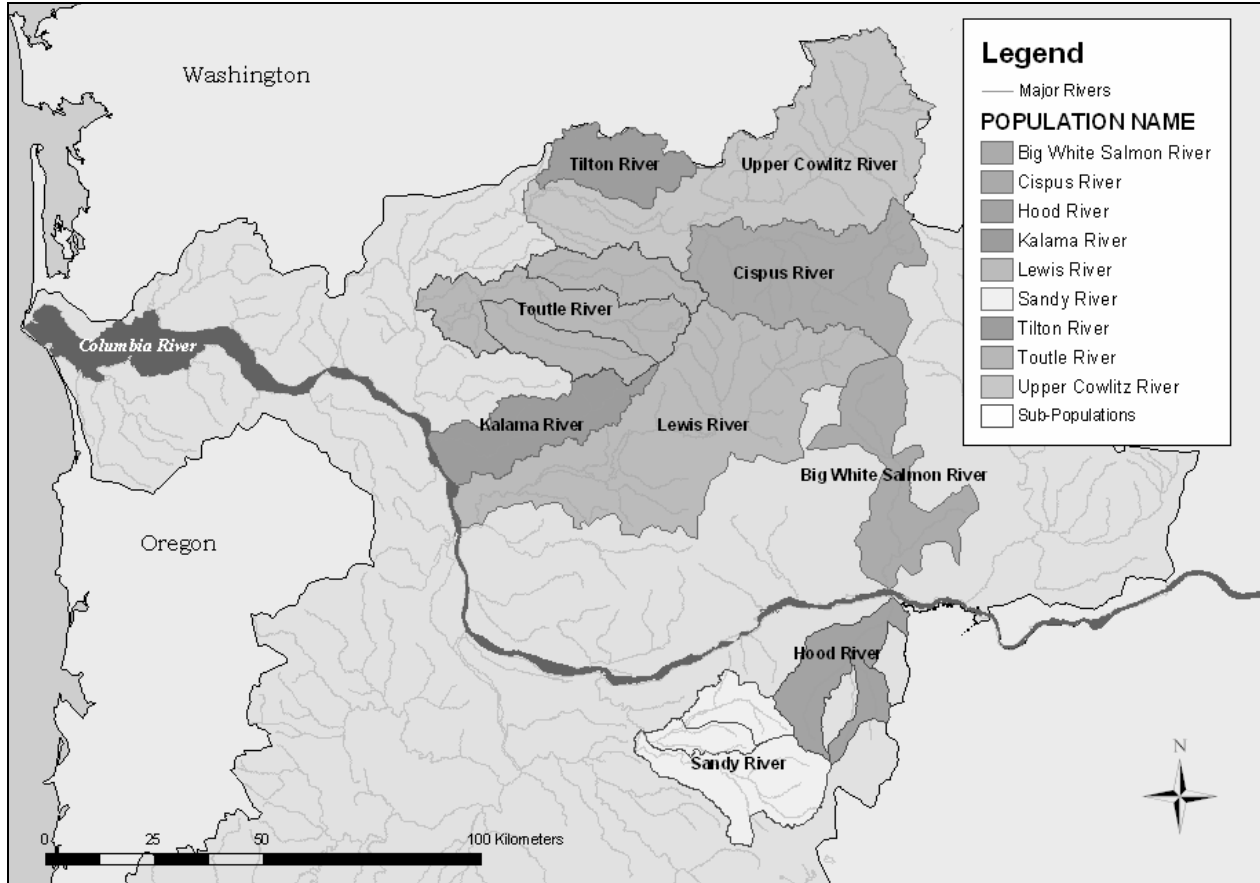 Washington
Legend
Major Rivers
POPULATION NAME
Big White Salmon River
Cispus River
Hood River
Kalama River
Lewis River
Sandy River
Tilton River
Toutle River
Upper Cowlitz River
Sub-Populations
Tilton River
Upper Cowlitz River
Cispus River
Toutle River
Columbia River
Kalama River
Lewis River
Big White Salmon River
Oregon
Hood River
Sandy River
N
0 25 50 100 Kilometers